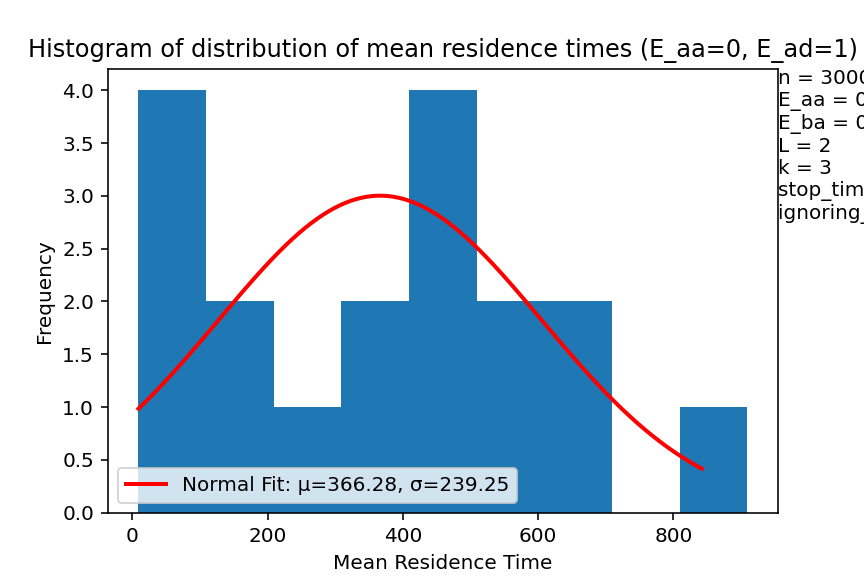 Histogram of distribution of mean residence times (E_aa=0, E_ad=1)
n = 3000
E_aa = 0
E_ba = 0
L = 2
k = 3
stop_tim
ignoring_
4.0
3.5
3.0
2.5
2.0
1.5
1.0
0.5
0.0
Frequency
Normal Fit: μ=366.28, σ=239.25
0 200 400 600 800
Mean Residence Time